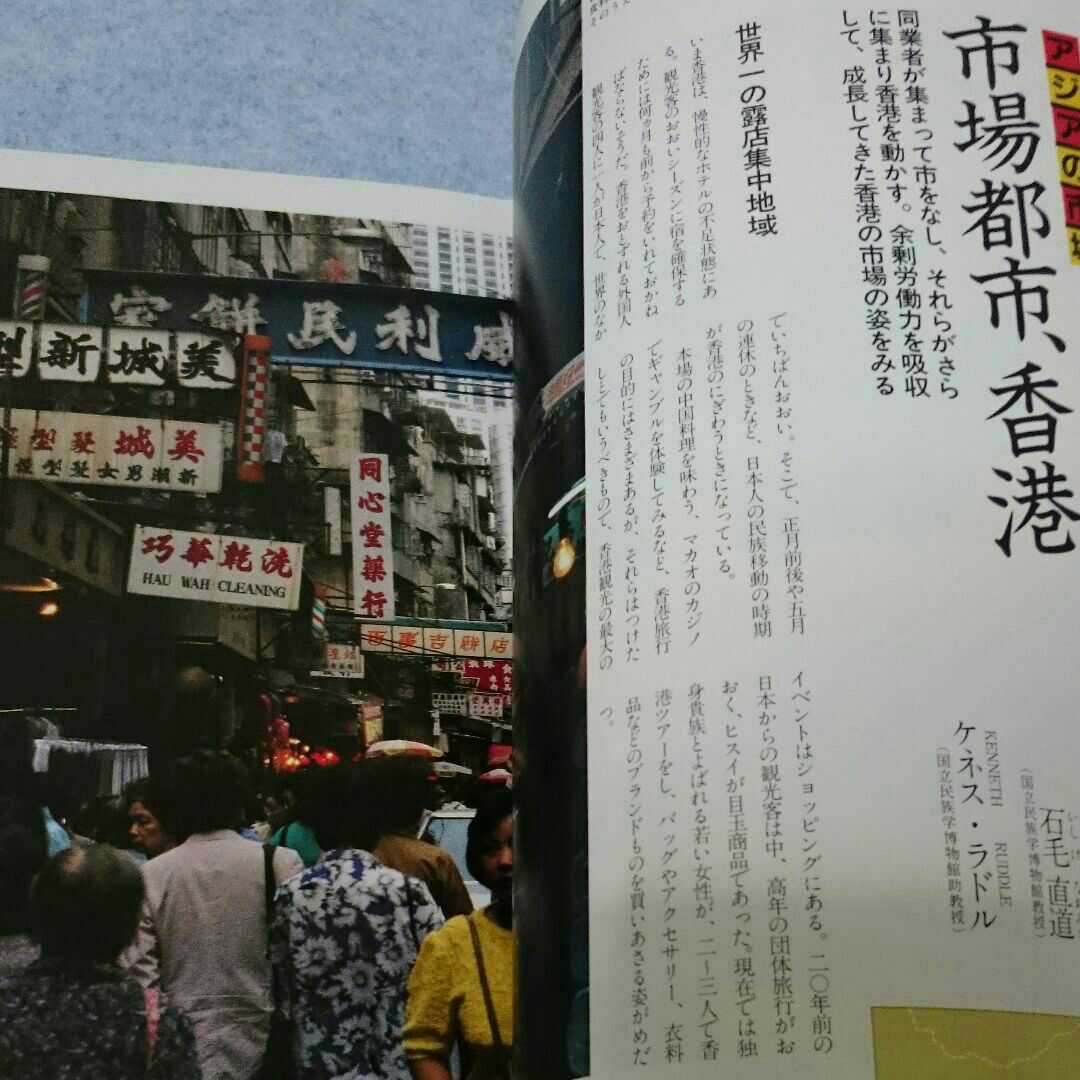 アジアの市場
市場都市、香港
同業者が集まって市をなし、それらがさら
に集まり香港を動かす。余剰労働力を吸収
して、成長してきた香港の市場の姿をみる
石毛 直道
いしげ
(国立民族学博物館教授)
KENNETH RUDDLE
ケネス・ラドル
(国立民族学博物館助教授)
世界一の露店集中地域
いま香港は、慢性的なホテルの不足状態にあ
る。観光客のおおいシーズンに宿を確保する
ためには何カ月も前から予約をいれておかね
ばならないそうだ。香港をおとずれる外国人
観光客の四人に一人が日本人で、世界のなか
でいちばんおおい。そこで、正月前後や五月
の連休のときなど、日本人の民族移動の時期
が香港のにぎわうときになっている。
本場の中国料理を味わう、マカオのカジノ
でギャンブルを体験してみるなど、香港旅行
の目的にはさまざまあるが、それらはつけた
しとでもいうべきもので、香港観光の最大の
イベントはショッピングにある。二〇年前の
日本からの観光客は中、高年の団体旅行がお
おく、ヒスイが目玉商品であった。現在では独
身貴族とよばれる若い女性が、二〜三人で香
港ツアーをし、バッグやアクセサリー、衣料
品などのブランドものを買いあさる姿がめだ
つ。
威利民餅家
美城新型
美城髮型屋
新潮男女髮型屋
同心堂藥行
洗乾華巧
HAU WAH CLEANING
百事吉餅店